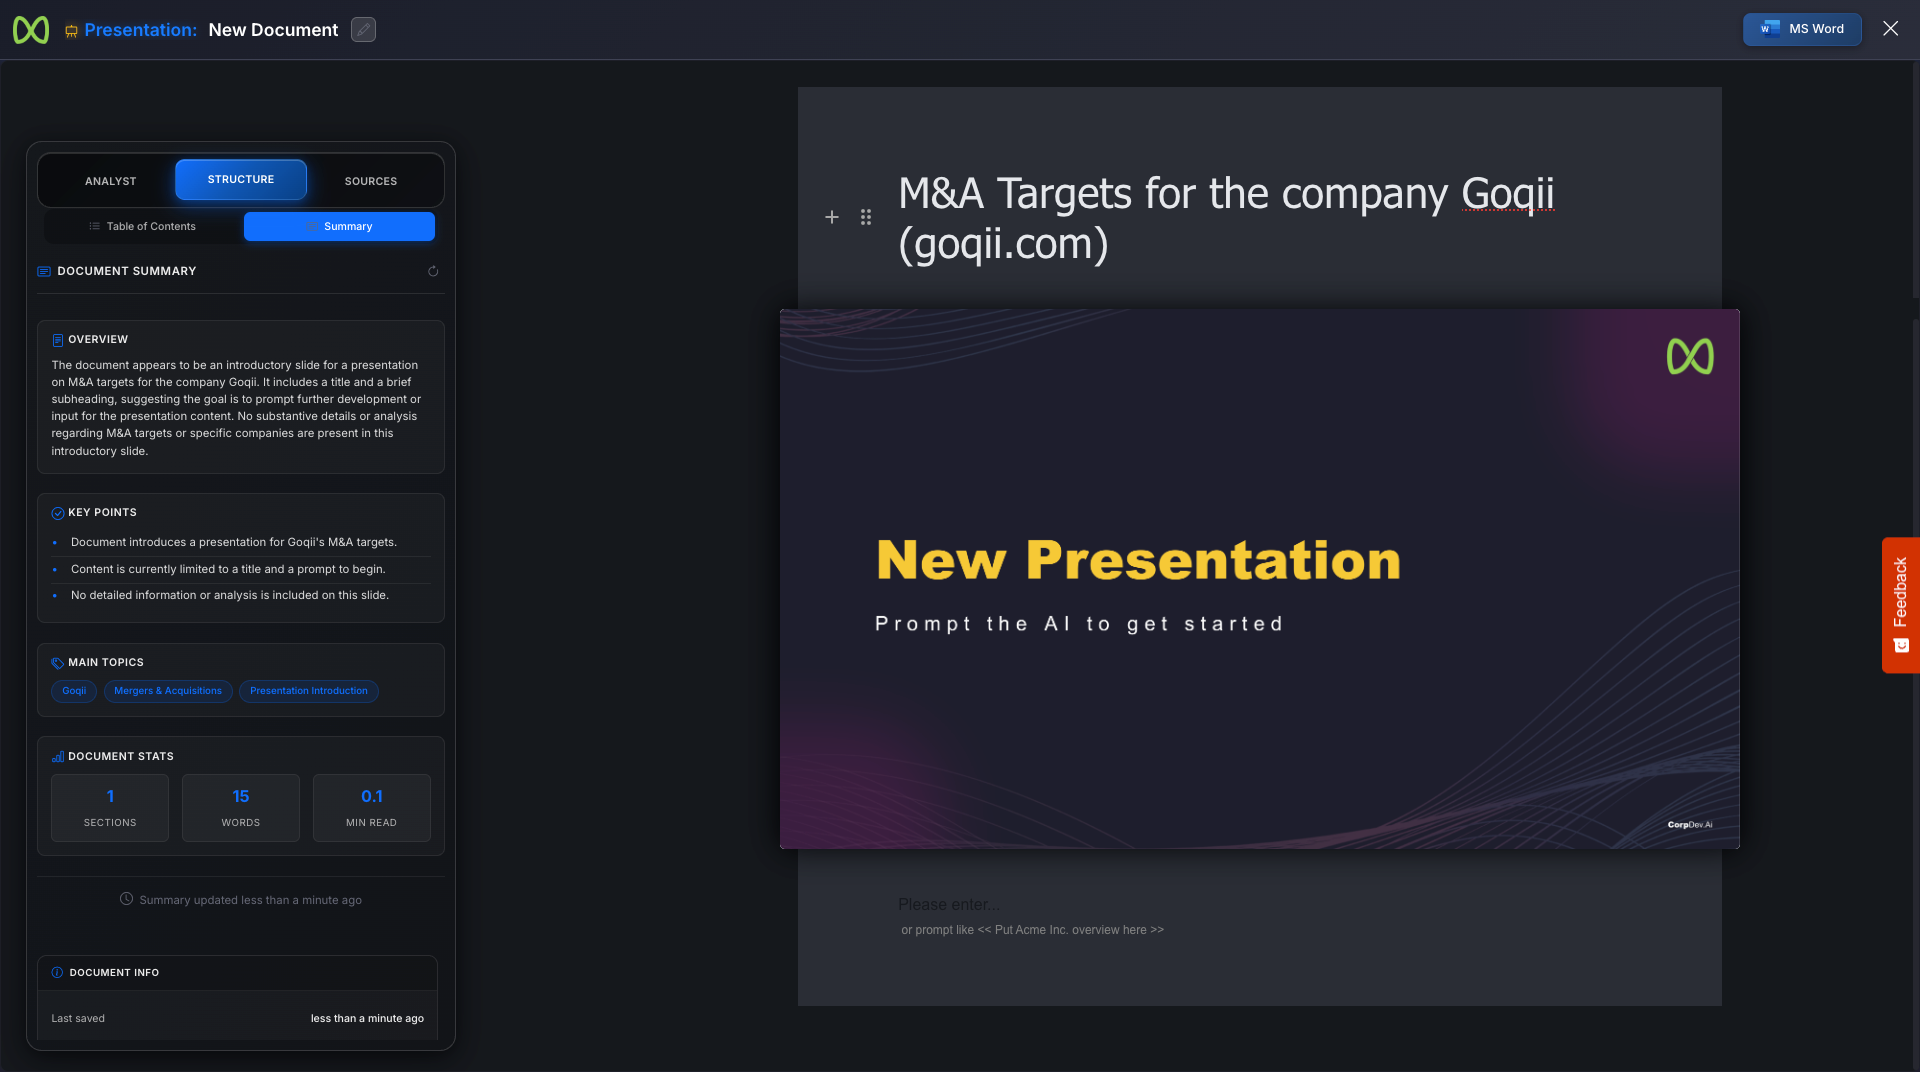 Presentation: New Document
MS Word
ANALYST
STRUCTURE
SOURCES
Table of Contents
Summary
DOCUMENT SUMMARY
OVERVIEW
The document appears to be an introductory slide for a presentation
on M&A targets for the company Goqii. It includes a title and a brief
subheading, suggesting the goal is to prompt further development or
input for the presentation content. No substantive details or analysis
regarding M&A targets or specific companies are present in this
introductory slide.
KEY POINTS
Document introduces a presentation for Goqii's M&A targets.
Content is currently limited to a title and a prompt to begin.
No detailed information or analysis is included on this slide.
MAIN TOPICS
Goqii
Mergers & Acquisitions
Presentation Introduction
DOCUMENT STATS
1
SECTIONS
15
WORDS
0.1
MIN READ
Summary updated less than a minute ago
DOCUMENT INFO
Last saved
less than a minute ago
M&A Targets for the company Goqii
(goqii.com)
New Presentation
Prompt the AI to get started
CorpDev.Ai
Please enter...
or prompt like << Put Acme Inc. overview here >>
Feedback